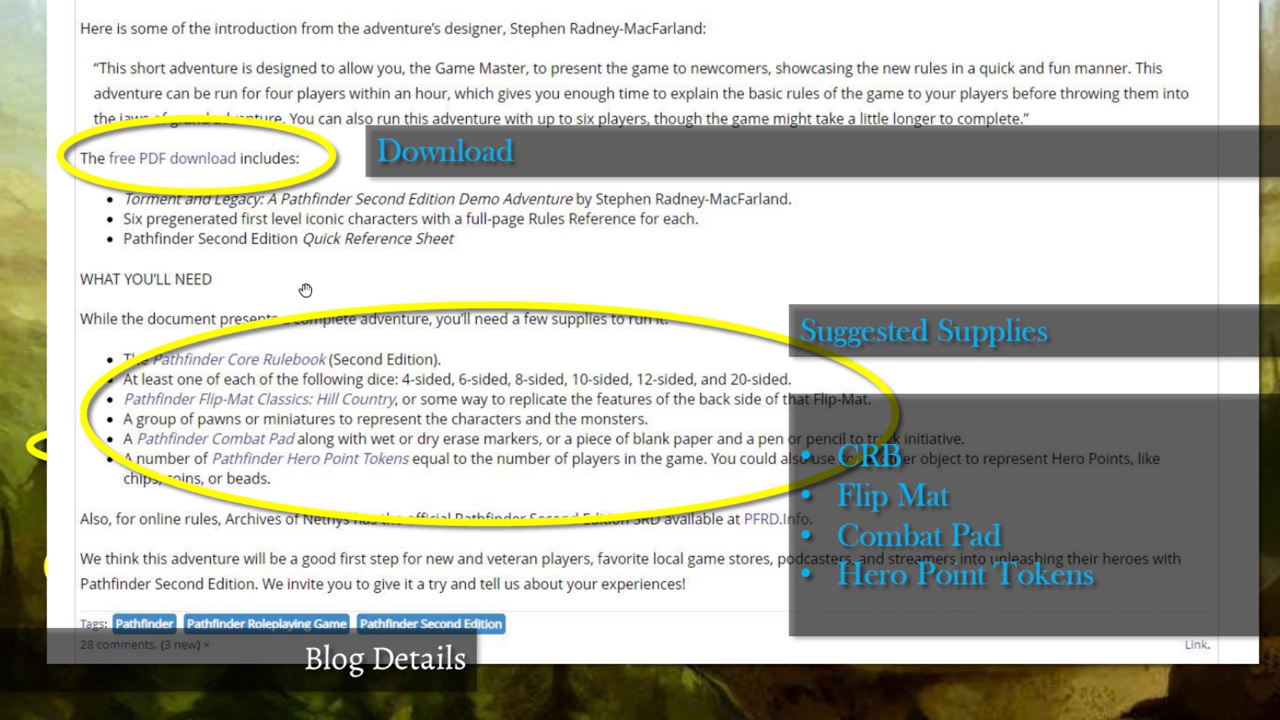 Here is some of the introduction from the adventure's designer, Stephen Radney-MacFarland:
“This short adventure is designed to allow you, the Game Master, to present the game to newcomers, showcasing the new rules in a quick and fun manner. This
adventure can be run for four players within an hour, which gives you enough time to explain the basic rules of the game to your players before throwing them into
the jaws of grand adventure. You can also run this adventure with up to six players, though the game might take a little longer to complete.”
The free PDF download includes:
Download
• Torment and Legacy: A Pathfinder Second Edition Demo Adventure by Stephen Radney-MacFarland.
• Six pregenerated first level iconic characters with a full-page Rules Reference for each.
• Pathfinder Second Edition Quick Reference Sheet
WHAT YOU'LL NEED
While the document presents a complete adventure, you'll need a few supplies to run it.
Suggested Supplies
• The Pathfinder Core Rulebook (Second Edition).
• At least one of each of the following dice: 4-sided, 6-sided, 8-sided, 10-sided, 12-sided, and 20-sided.
• Pathfinder Flip-Mat Classics: Hill Country, or some way to replicate the features of the back side of that Flip-Mat.
• A group of pawns or miniatures to represent the characters and the monsters.
• A Pathfinder Combat Pad along with wet or dry erase markers, or a piece of blank paper and a pen or pencil to track initiative.
• A number of Pathfinder Hero Point Tokens equal to the number of players in the game. You could also use object to represent Hero Points, like
chips, coins, or beads.
• CRB
• Flip Mat
• Combat Pad
• Hero Point Tokens
Also, for online rules, Archives of Nethys has the official Pathfinder Second Edition SRD available at PFRD.Info.
We think this adventure will be a good first step for new and veteran players, favorite local game stores, podcasters, and streamers into unleashing their heroes with
Pathfinder Second Edition. We invite you to give it a try and tell us about your experiences!
Tags: Pathfinder Pathfinder Roleplaying Game Pathfinder Second Edition
28 comments. (3 new) ×
Link.
Blog Details